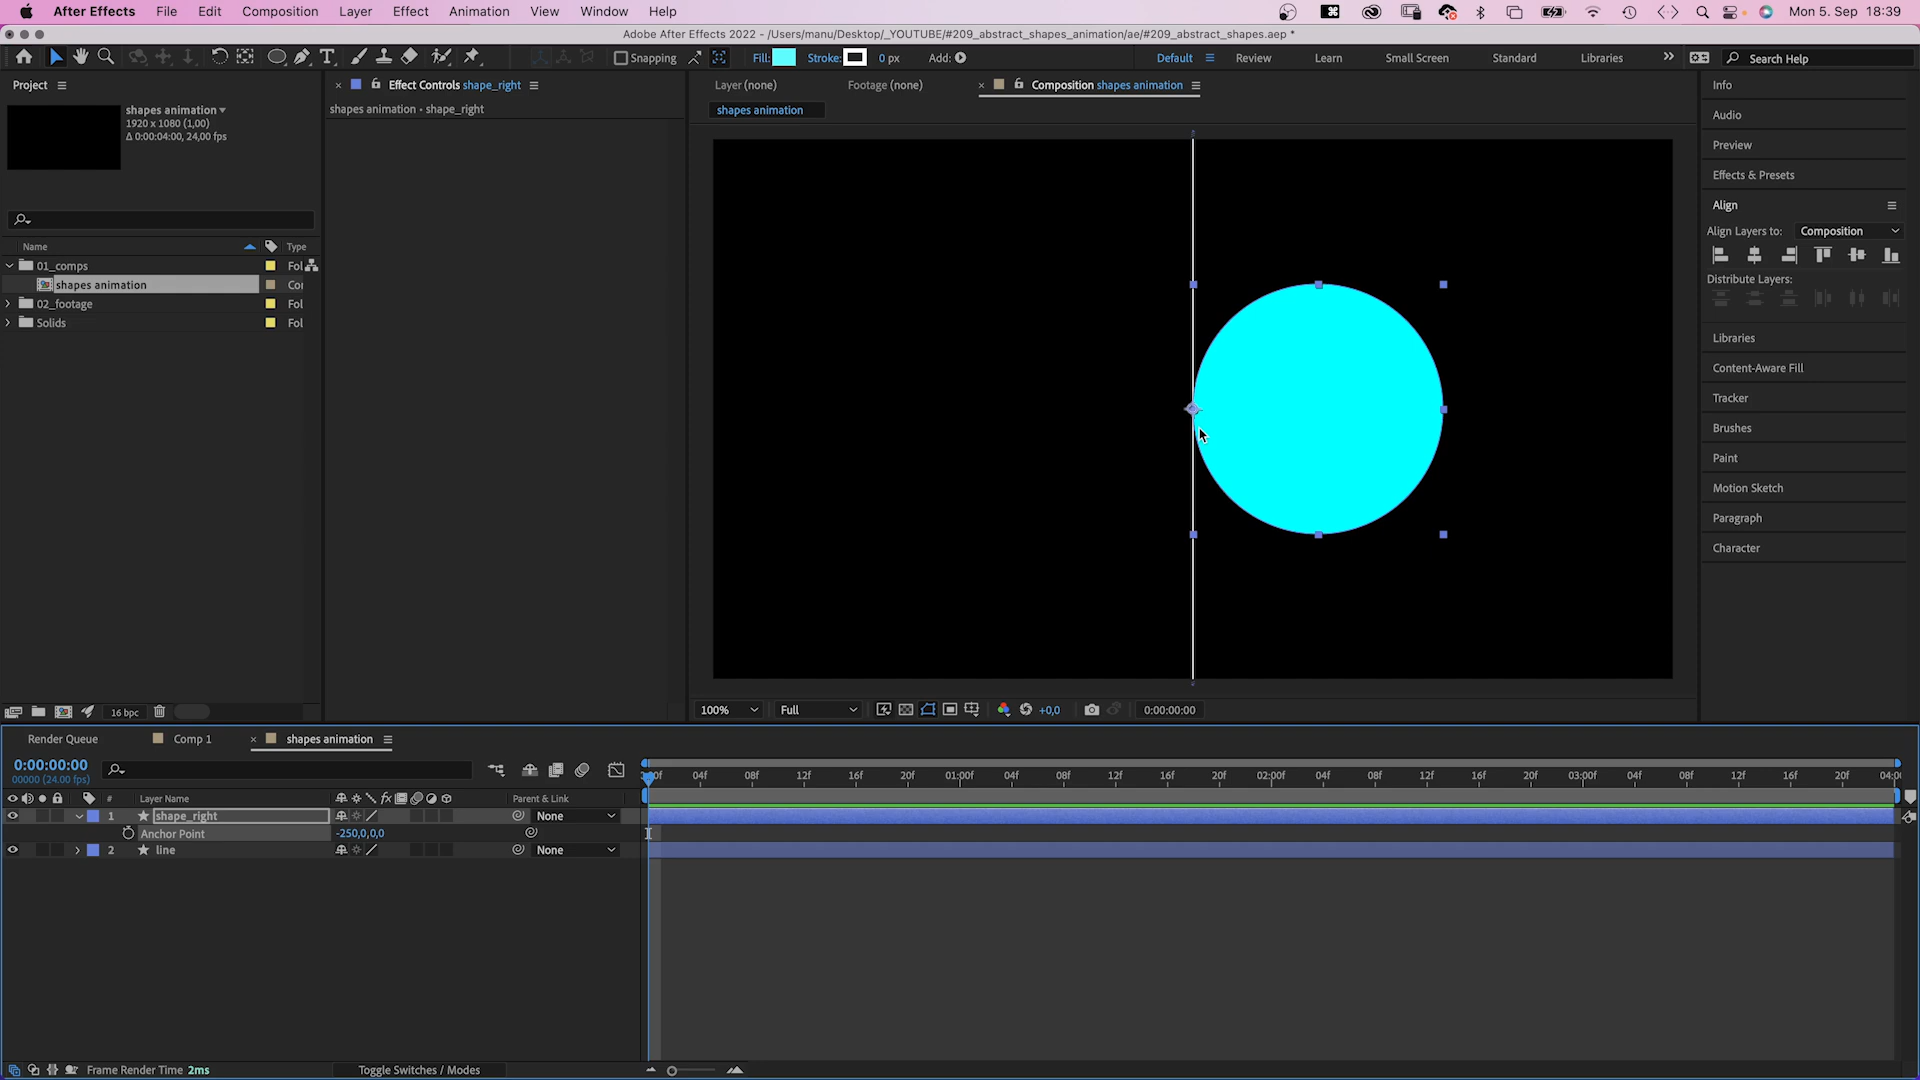 After Effects File Edit Composition Layer Effect Animation View Window Help Mon 5. Sep 18:39
Adobe After Effects 2022 - /Users/manu/Desktop/_YOUTUBE/#209_abstract_shapes_animation/ae/#209_abstract_shapes.aep *
Snapping Fill: Stroke: 0 px Add: Default Review Learn Small Screen Standard Libraries Search Help
Project
Effect Controls shape_right
Layer (none) Footage (none) Composition shapes animation
Info
shapes animation
1920 x 1080 (1,00)
Δ 0:00:04:00, 24,00 fps
shapes animation • shape_right
shapes animation
Audio
Preview
Effects & Presets
Align
Align Layers to: Composition
Distribute Layers:
Name Type
01_comps Fol
shapes animation Cor
02_footage Fol
Solids Fol
Libraries
Content-Aware Fill
Tracker
Brushes
Paint
Motion Sketch
Paragraph
Character
16 bpc
100% Full +0,0 0:00:00:00
Render Queue Comp 1 shapes animation
0:00:00:00
00000 (24.00 fps)
04f 08f 12f 16f 20f 01:00f 04f 08f 12f 16f 20f 02:00f 04f 08f 12f 16f 20f 03:00f 04f 08f 12f 16f 20f
# Layer Name fx Parent & Link
1 shape_right None
Anchor Point -250,0,0,0
2 line None
Frame Render Time 2ms Toggle Switches / Modes